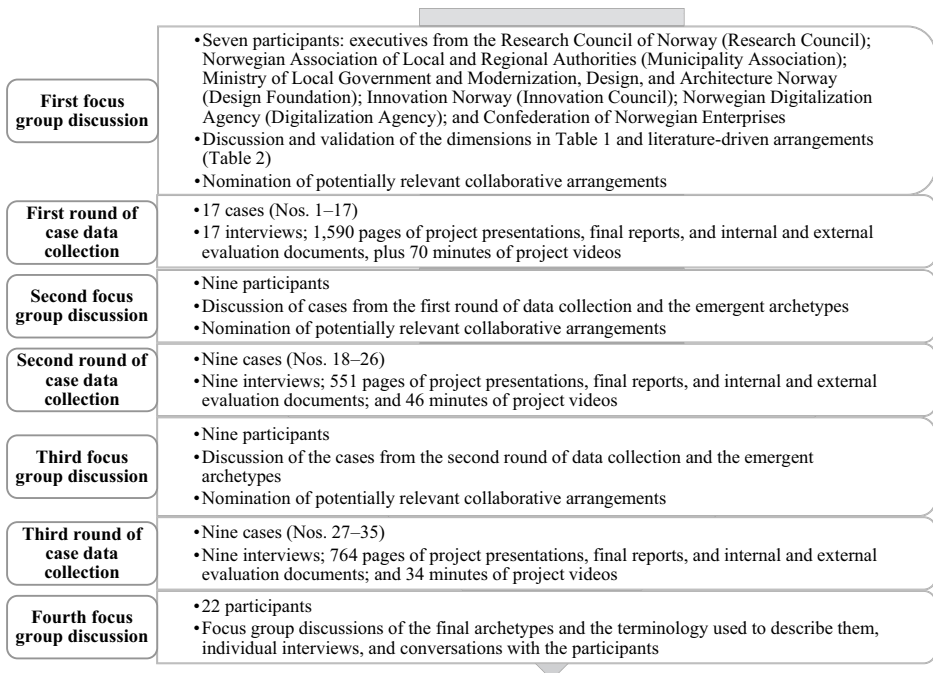 First focus
group discussion
•Seven participants: executives from the Research Council of Norway (Research Council);
Norwegian Association of Local and Regional Authorities (Municipality Association);
Ministry of Local Government and Modernization, Design, and Architecture Norway
(Design Foundation); Innovation Norway (Innovation Council); Norwegian Digitalization
Agency (Digitalization Agency); and Confederation of Norwegian Enterprises
•Discussion and validation of the dimensions in Table 1 and literature-driven arrangements
(Table 2)
•Nomination of potentially relevant collaborative arrangements
First round of
case data
collection
•17 cases (Nos. 1–17)
•17 interviews; 1,590 pages of project presentations, final reports, and internal and external
evaluation documents, plus 70 minutes of project videos
Second focus
group discussion
•Nine participants
•Discussion of cases from the first round of data collection and the emergent archetypes
•Nomination of potentially relevant collaborative arrangements
Second round of
case data
collection
•Nine cases (Nos. 18–26)
•Nine interviews; 551 pages of project presentations, final reports, and internal and external
evaluation documents; and 46 minutes of project videos
Third focus
group discussion
•Nine participants
•Discussion of the cases from the second round of data collection and the emergent
archetypes
•Nomination of potentially relevant collaborative arrangements
Third round of
case data
collection
•Nine cases (Nos. 27–35)
•Nine interviews; 764 pages of project presentations, final reports, and internal and external
evaluation documents; and 34 minutes of project videos
Fourth focus
group discussion
•22 participants
•Focus group discussions of the final archetypes and the terminology used to describe them,
individual interviews, and conversations with the participants